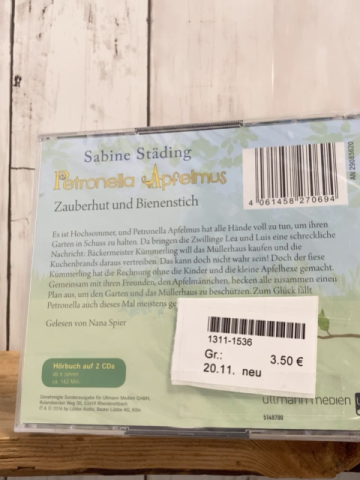 Sabine Städing
Petronella Apfelmus
Zauberhut und Bienenstich
Es ist Hochsommer, und Petronella Apfelmus hat alle Hände voll zu tun, um ihren
Garten in Schuss zu halten. Da bringen die Zwillinge Lea und Luis eine schreckliche
Nachricht: Bäckermeister Kümmerling will das Müllerhaus kaufen und die
Kuchenbrands daraus vertreiben. Das kann doch nicht wahr sein! Doch der fiese
Kümmerling hat die Rechnung ohne die Kinder und die kleine Apfelhexe gemacht.
Gemeinsam mit ihren Freunden, den Apfelmännchen, becken alle zusammen einen
Plan aus, um den Garten und das Müllerhaus zu beschützen. Zum Glück fällt
Petronella auch dieses Mal meistens ge
Gelesen von Nana Spier
4 061458 270694
1311-1536
Gr.: 3.50 €
20.11. neu
Hörbuch auf 2 CDs
ab 6 Jahren
ullmann medien